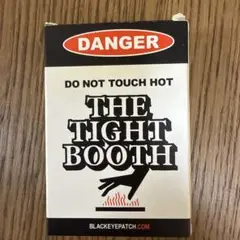 DANGER
DO NOT TOUCH HOT
THE
TIGHT
BOOTH
BLACKEYEPATCH.COM